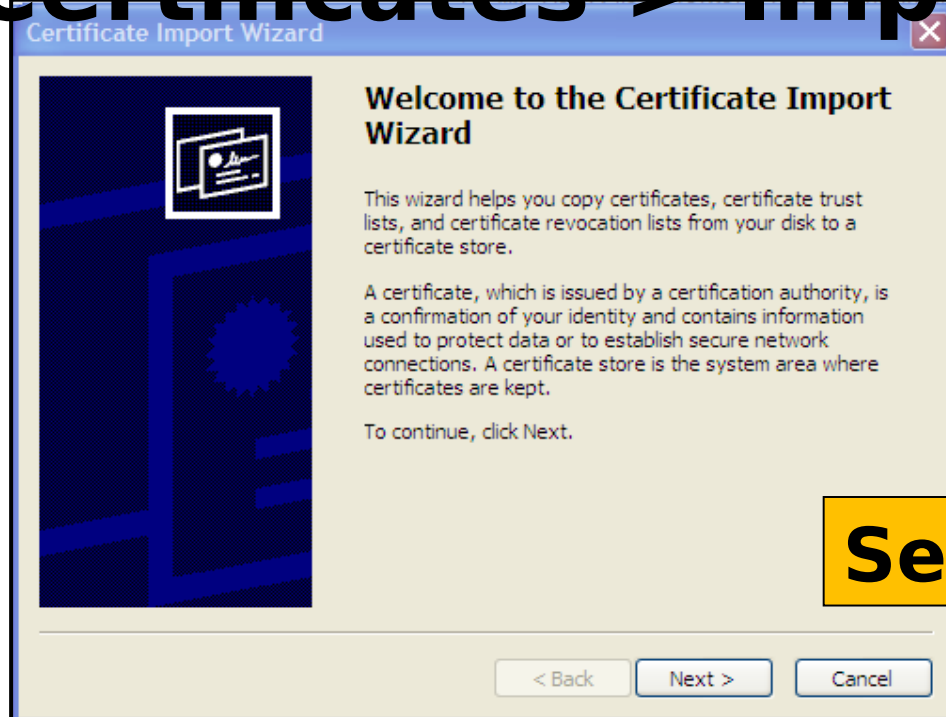 Certificates > Imp
Certificate Import Wizard
Welcome to the Certificate Import
Wizard
This wizard helps you copy certificates, certificate trust
lists, and certificate revocation lists from your disk to a
certificate store.
A certificate, which is issued by a certification authority, is
a confirmation of your identity and contains information
used to protect data or to establish secure network
connections. A certificate store is the system area where
certificates are kept.
To continue, click Next.
Se
< Back
Next >
Cancel